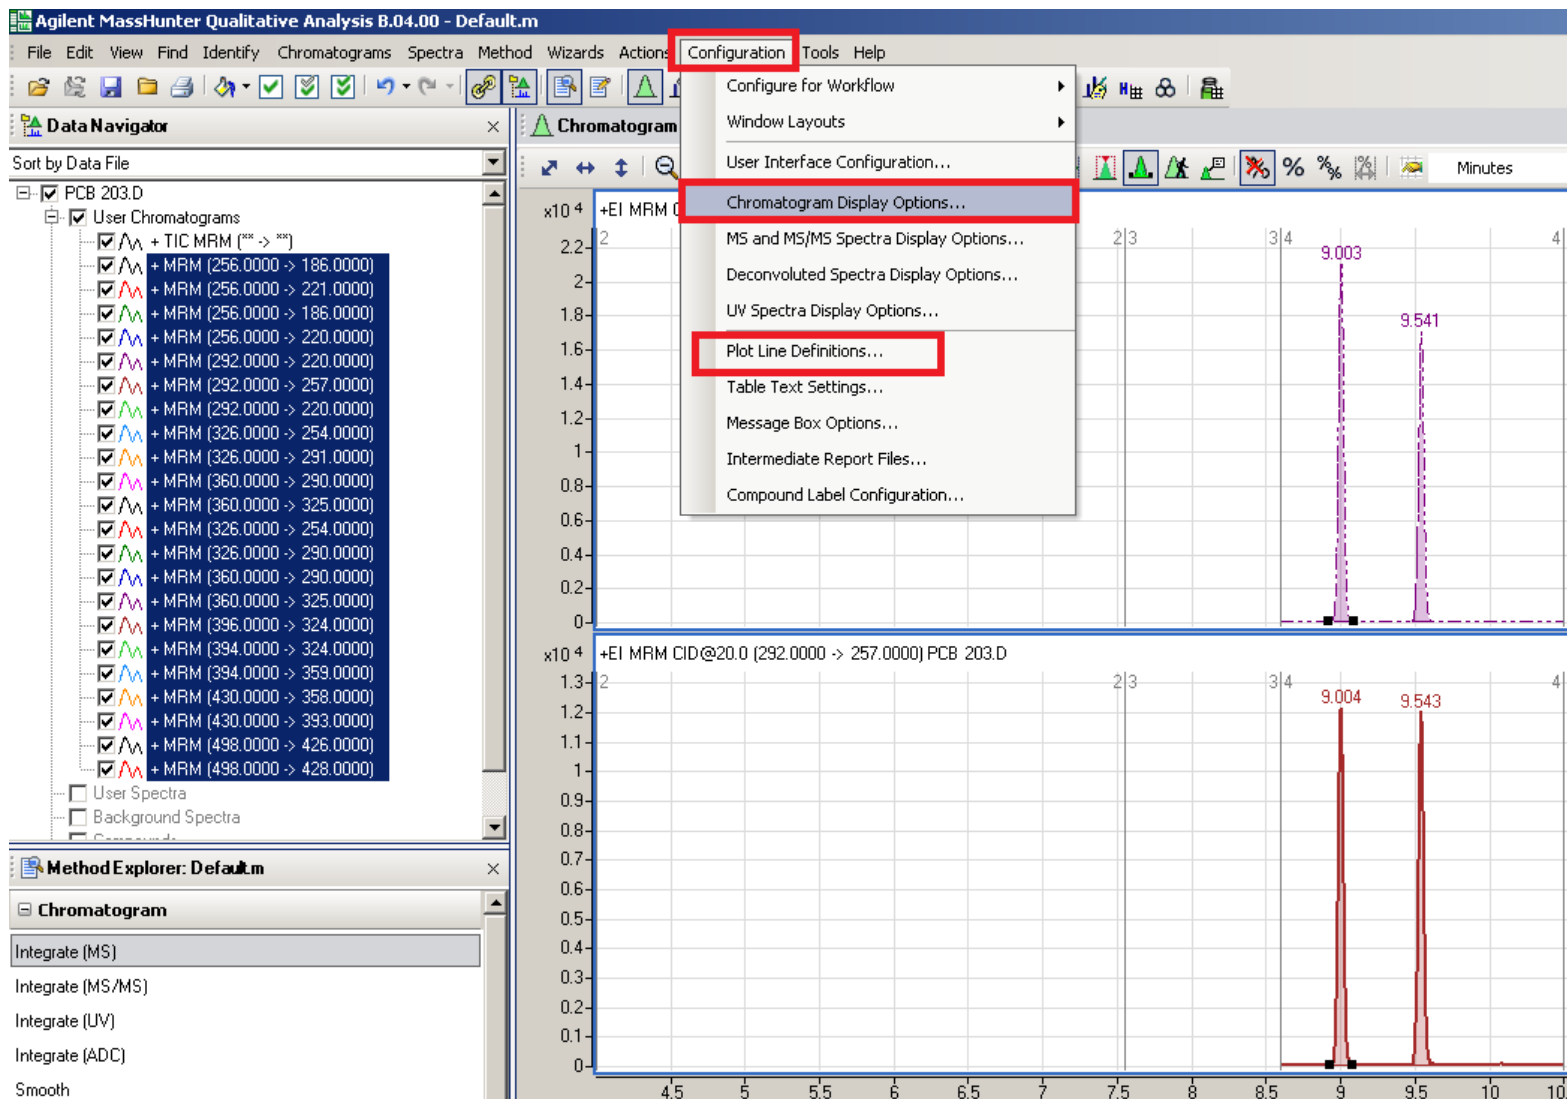 Agilent MassHunter Qualitative Analysis B.04.00 - Default.m
File Edit View Find Identify Chromatograms Spectra Method Wizards Actions Configuration Tools Help
Data Navigator
Sort by Data File
PCB 203.D
User Chromatograms
+ TIC MRM (** -> **)
+ MRM (256.0000 -> 186.0000)
+ MRM (256.0000 -> 221.0000)
+ MRM (256.0000 -> 186.0000)
+ MRM (256.0000 -> 220.0000)
+ MRM (292.0000 -> 220.0000)
+ MRM (292.0000 -> 257.0000)
+ MRM (292.0000 -> 220.0000)
+ MRM (326.0000 -> 254.0000)
+ MRM (326.0000 -> 291.0000)
+ MRM (360.0000 -> 290.0000)
+ MRM (360.0000 -> 325.0000)
+ MRM (326.0000 -> 254.0000)
+ MRM (326.0000 -> 290.0000)
+ MRM (360.0000 -> 290.0000)
+ MRM (360.0000 -> 325.0000)
+ MRM (396.0000 -> 324.0000)
+ MRM (394.0000 -> 324.0000)
+ MRM (394.0000 -> 359.0000)
+ MRM (430.0000 -> 358.0000)
+ MRM (430.0000 -> 393.0000)
+ MRM (498.0000 -> 426.0000)
+ MRM (498.0000 -> 428.0000)
User Spectra
Background Spectra
Method Explorer: Default.m
Chromatogram
Integrate (MS)
Integrate (MS/MS)
Integrate (UV)
Integrate (ADC)
Smooth
Configure for Workflow
Window Layouts
User Interface Configuration...
Chromatogram Display Options...
MS and MS/MS Spectra Display Options...
Deconvoluted Spectra Display Options...
UV Spectra Display Options...
Plot Line Definitions...
Table Text Settings...
Message Box Options...
Intermediate Report Files...
Compound Label Configuration...
Chromatogram
Minutes
x10 4
+EI MRM
2 2|3 3|4 4
9.003
9.541
2.2
2
1.8
1.6
1.4
1.2
1
0.8
0.6
0.4
0.2
0
x10 4
+EI MRM CID@20.0 (292.0000 -> 257.0000) PCB 203.D
2 2|3 3|4 4
9.004
9.543
1.3
1.2
1.1
1
0.9
0.8
0.7
0.6
0.5
0.4
0.3
0.2
0.1
0
4.5 5 5.5 6 6.5 7 7.5 8 8.5 9 9.5 10